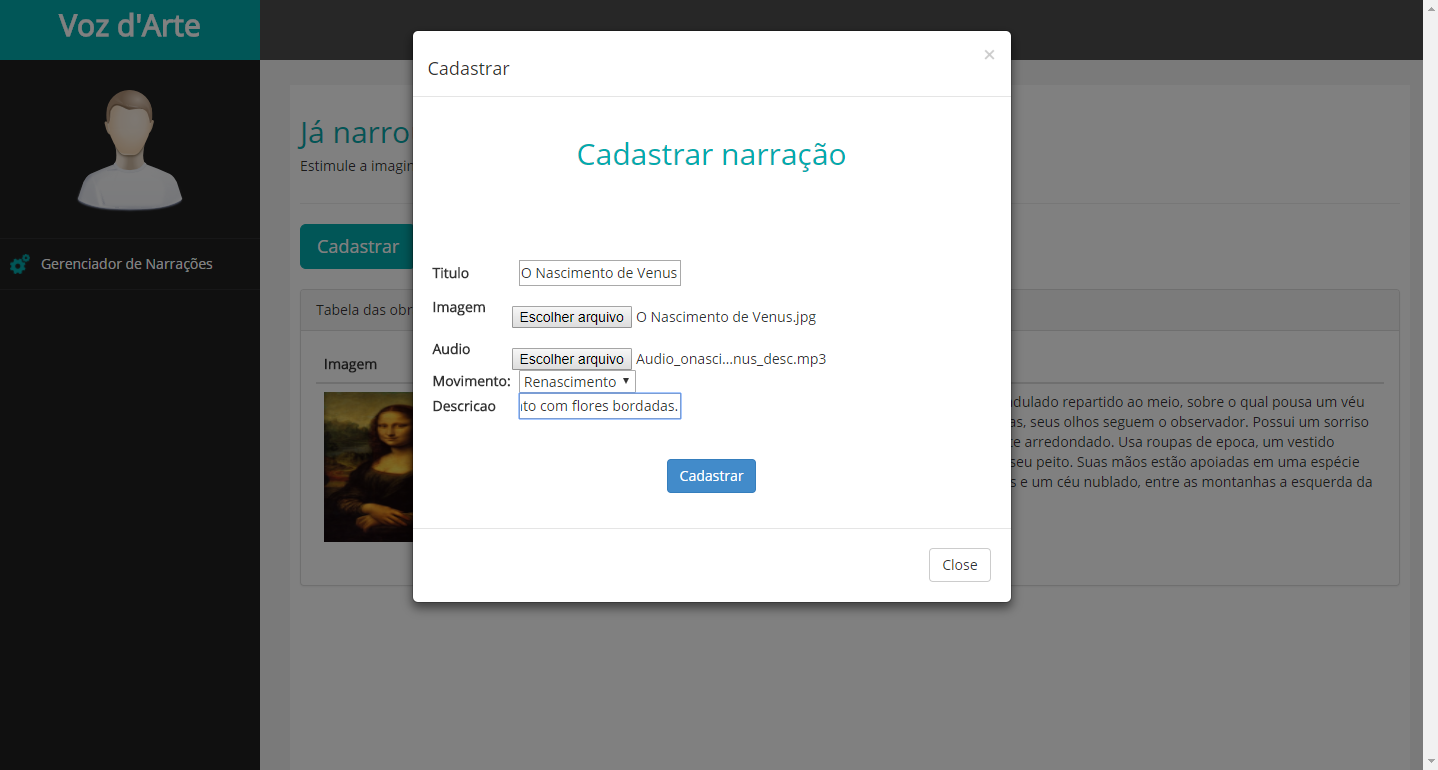 Voz d'Arte
Gerenciador de Narrações
Já narro
Estimule a imagin
Cadastrar
Tabela das obr
Imagem
dulado repartido ao meio, sobre o qual pousa um véu
as, seus olhos seguem o observador. Possui um sorriso
te arredondado. Usa roupas de epoca, um vestido
seu peito. Suas mãos estão apoiadas em uma espécie
s e um céu nublado, entre as montanhas a esquerda da
Cadastrar
×
Cadastrar narração
Titulo O Nascimento de Venus
Imagem Escolher arquivo O Nascimento de Venus.jpg
Audio Escolher arquivo Audio_onasci...nus_desc.mp3
Movimento: Renascimento
Descricao nto com flores bordadas.
Cadastrar
Close